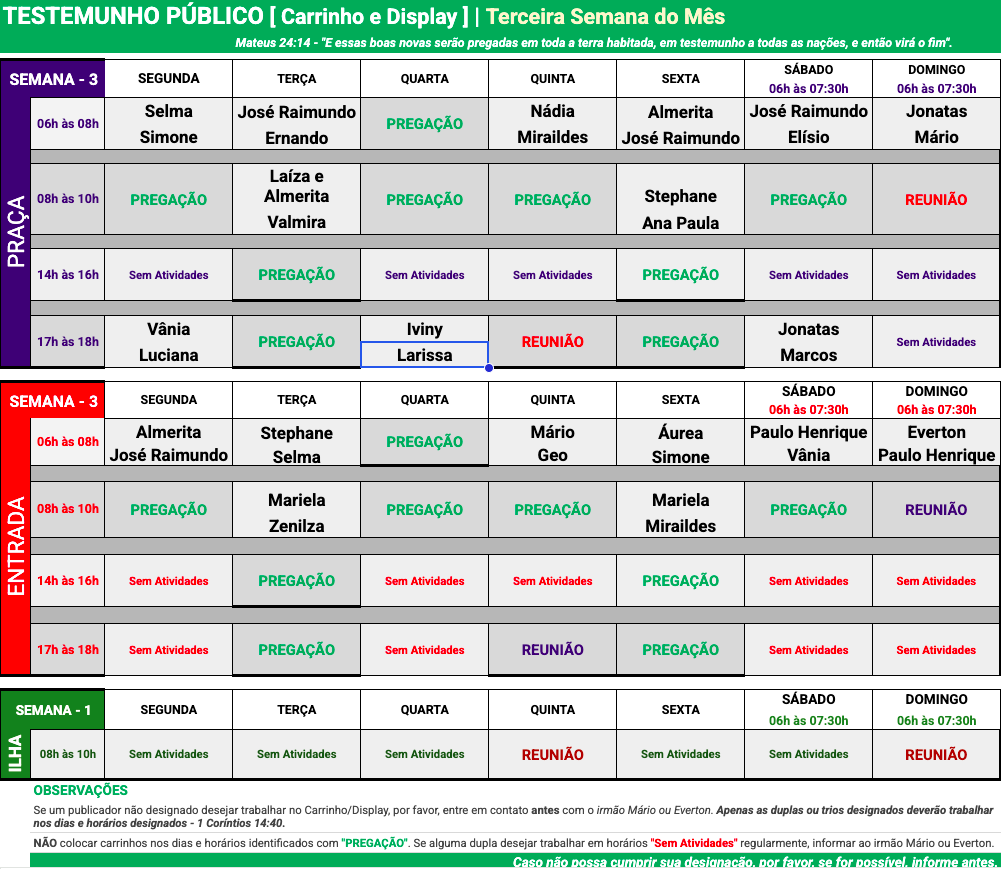 TESTEMUNHO PÚBLICO [ Carrinho e Display ] | Terceira Semana do Mês
Mateus 24:14 - "E essas boas novas serão pregadas em toda a terra habitada, em testemunho a todas as nações, e então virá o fim".
SEMANA - 3 SEGUNDA TERÇA QUARTA QUINTA SEXTA SÁBADO DOMINGO
06h às 07:30h 06h às 07:30h
PRAÇA
06h às 08h
Selma José Raimundo PREGAÇÃO Nádia Almerita José Raimundo Jonatas
Simone Ernando Miraildes José Raimundo Elísio Mário
08h às 10h
PREGAÇÃO Laíza e PREGAÇÃO PREGAÇÃO Stephane PREGAÇÃO REUNIÃO
Almerita
Valmira Ana Paula
14h às 16h Sem Atividades PREGAÇÃO Sem Atividades Sem Atividades PREGAÇÃO Sem Atividades Sem Atividades
17h às 18h
Vânia PREGAÇÃO Iviny REUNIÃO PREGAÇÃO Jonatas Sem Atividades
Luciana Larissa Marcos
SEMANA - 3 SEGUNDA TERÇA QUARTA QUINTA SEXTA SÁBADO DOMINGO
06h às 07:30h 06h às 07:30h
ENTRADA
06h às 08h
Almerita Stephane PREGAÇÃO Mário Áurea Paulo Henrique Everton
José Raimundo Selma Geo Simone Vânia Paulo Henrique
08h às 10h
PREGAÇÃO Mariela PREGAÇÃO PREGAÇÃO Mariela PREGAÇÃO REUNIÃO
Zenilza Miraildes
14h às 16h Sem Atividades PREGAÇÃO Sem Atividades Sem Atividades PREGAÇÃO Sem Atividades Sem Atividades
17h às 18h Sem Atividades PREGAÇÃO Sem Atividades REUNIÃO PREGAÇÃO Sem Atividades Sem Atividades
SEMANA - 1 SEGUNDA TERÇA QUARTA QUINTA SEXTA SÁBADO DOMINGO
06h às 07:30h 06h às 07:30h
ILHA
08h às 10h Sem Atividades Sem Atividades Sem Atividades REUNIÃO Sem Atividades Sem Atividades REUNIÃO
OBSERVAÇÕES
Se um publicador não designado desejar trabalhar no Carrinho/Display, por favor, entre em contato antes com o irmão Mário ou Everton. Apenas as duplas ou trios designados deverão trabalhar
nos dias e horários designados - 1 Coríntios 14:40.
NÃO colocar carrinhos nos dias e horários identificados com "PREGAÇÃO". Se alguma dupla desejar trabalhar em horários "Sem Atividades" regularmente, informar ao irmão Mário ou Everton.
Caso não possa cumprir sua designação, por favor, se for possível, informe antes.